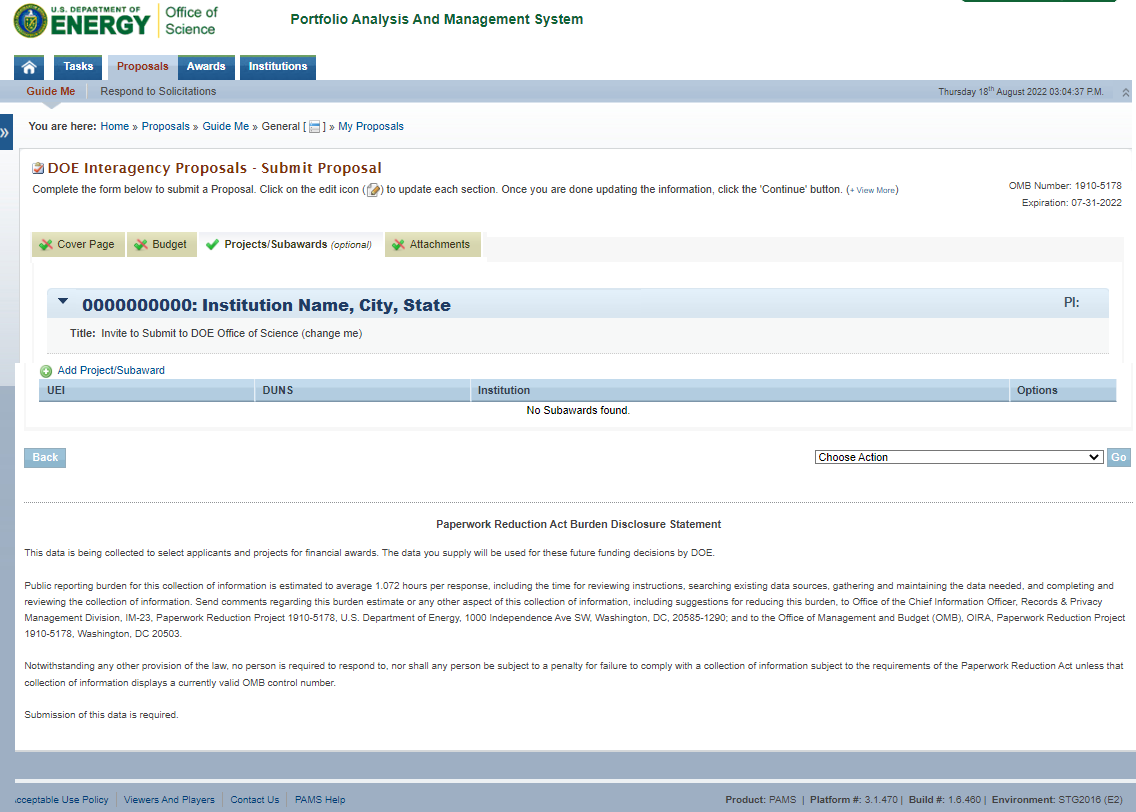 U.S. DEPARTMENT OF
ENERGY
Office of
Science
Portfolio Analysis And Management System
Tasks Proposals Awards Institutions
Guide Me Respond to Solicitations Thursday 18th August 2022 03:04:37 P.M.
You are here: Home » Proposals » Guide Me » General [ ] » My Proposals
DOE Interagency Proposals - Submit Proposal
Complete the form below to submit a Proposal. Click on the edit icon ( ) to update each section. Once you are done updating the information, click the 'Continue' button. (+ View More)
OMB Number: 1910-5178
Expiration: 07-31-2022
Cover Page Budget Projects/Subawards (optional) Attachments
0000000000: Institution Name, City, State PI:
Title: Invite to Submit to DOE Office of Science (change me)
Add Project/Subaward
UEI DUNS Institution Options
No Subawards found.
Back Choose Action Go
Paperwork Reduction Act Burden Disclosure Statement
This data is being collected to select applicants and projects for financial awards. The data you supply will be used for these future funding decisions by DOE.
Public reporting burden for this collection of information is estimated to average 1.072 hours per response, including the time for reviewing instructions, searching existing data sources, gathering and maintaining the data needed, and completing and
reviewing the collection of information. Send comments regarding this burden estimate or any other aspect of this collection of information, including suggestions for reducing this burden, to Office of the Chief Information Officer, Records & Privacy
Management Division, IM-23, Paperwork Reduction Project 1910-5178, U.S. Department of Energy, 1000 Independence Ave SW, Washington, DC, 20585-1290; and to the Office of Management and Budget (OMB), OIRA, Paperwork Reduction Project
1910-5178, Washington, DC 20503.
Notwithstanding any other provision of the law, no person is required to respond to, nor shall any person be subject to a penalty for failure to comply with a collection of information subject to the requirements of the Paperwork Reduction Act unless that
collection of information displays a currently valid OMB control number.
Submission of this data is required.
cceptable Use Policy Viewers And Players Contact Us PAMS Help Product: PAMS | Platform #: 3.1.470 | Build #: 1.6.460 | Environment: STG2016 (E2)